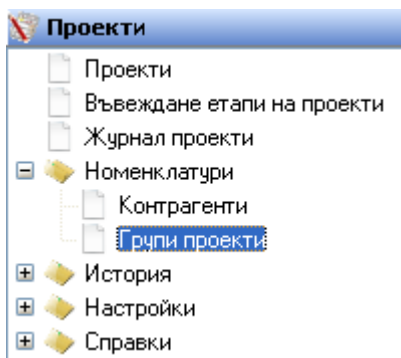 Проекти
Проекти
Въвеждане етапи на проекти
Журнал проекти
Номенклатури
Контрагенти
Групи проекти
История
Настройки
Справки